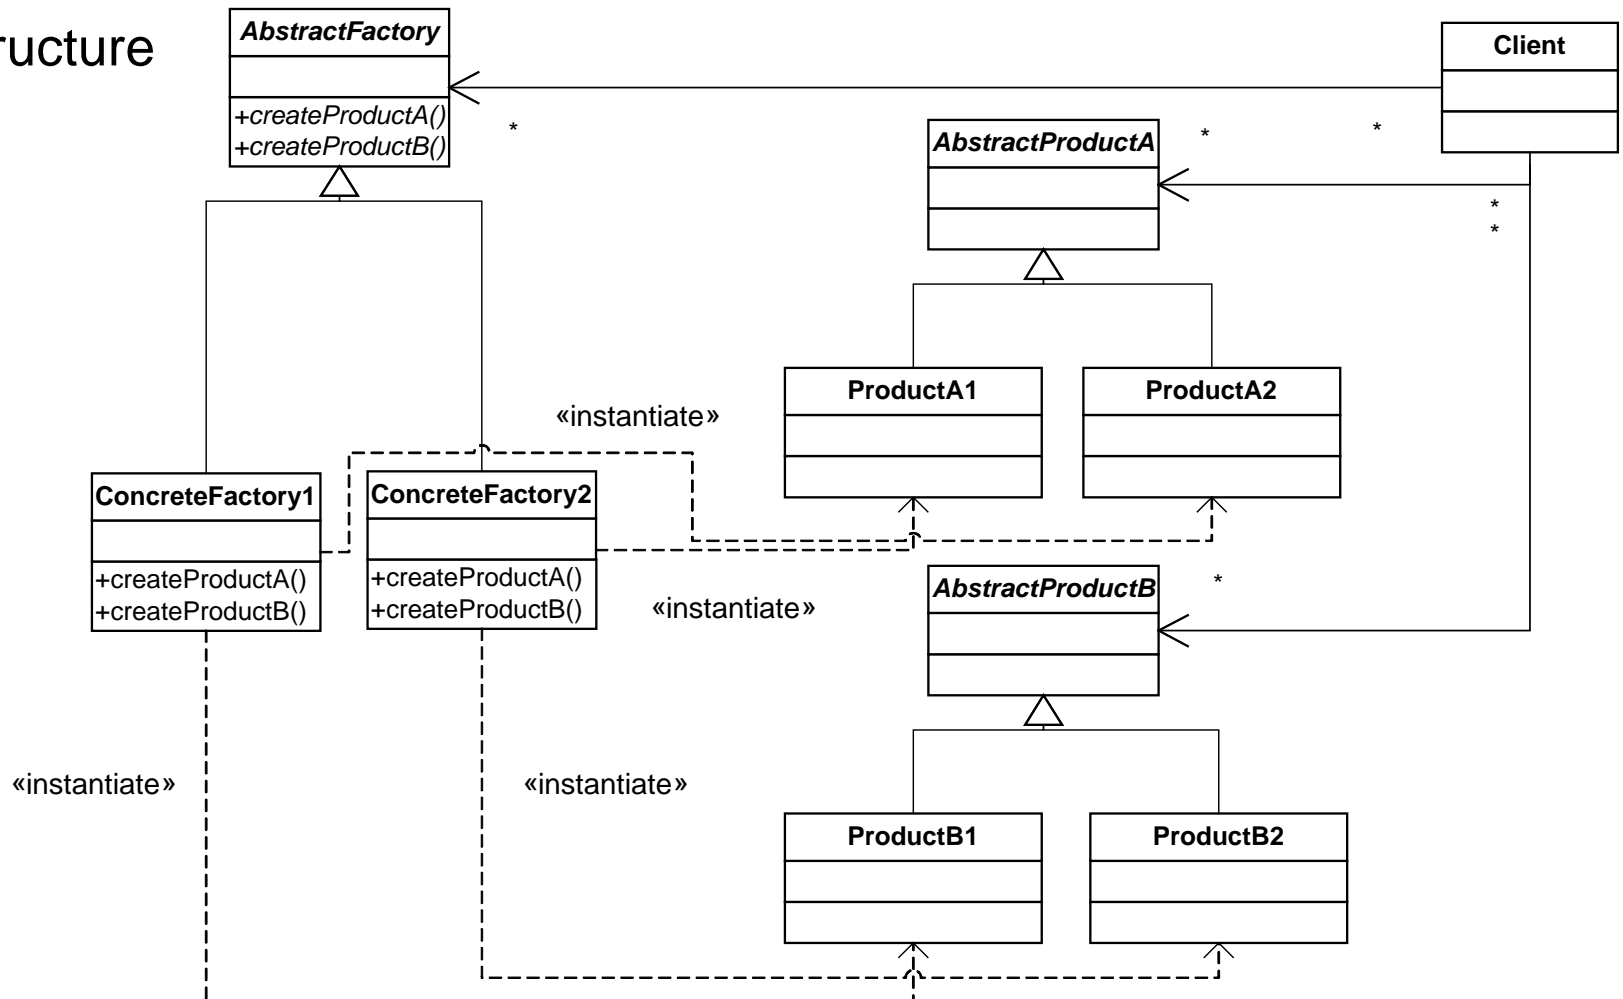 ructure
AbstractFactory
+createProductA()
+createProductB()
Client
*
*
*
*
*
AbstractProductA
ProductA1
ProductA2
«instantiate»
ConcreteFactory1
+createProductA()
+createProductB()
ConcreteFactory2
+createProductA()
+createProductB()
«instantiate»
AbstractProductB
*
«instantiate»
«instantiate»
ProductB1
ProductB2